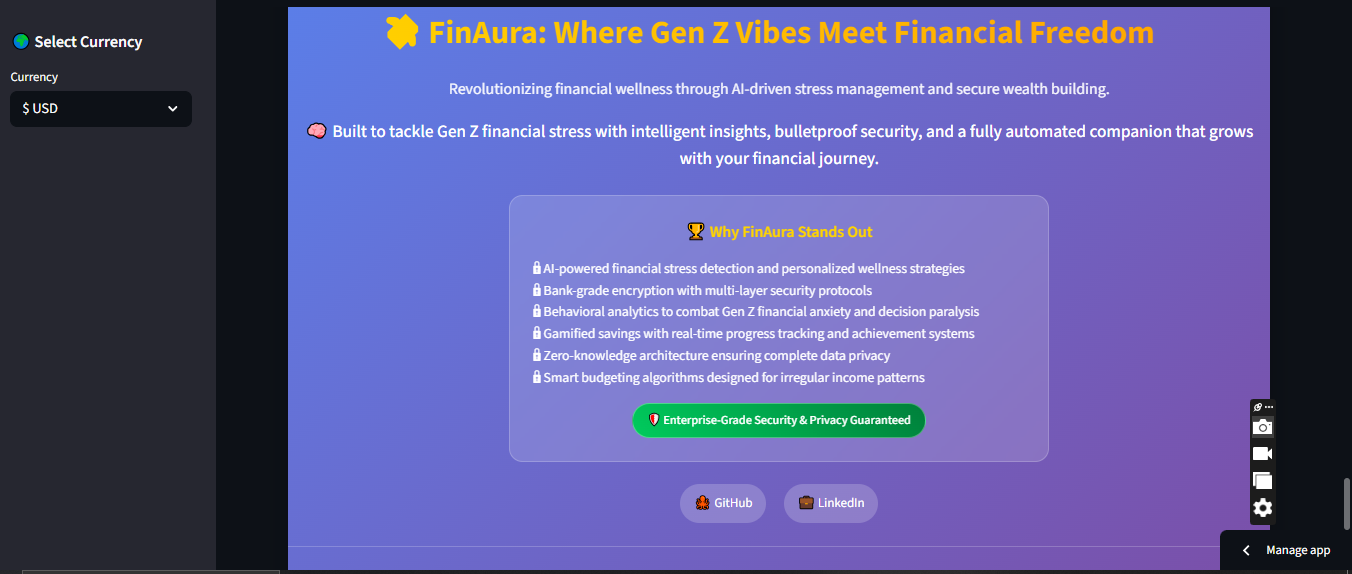 Select Currency
Currency
$ USD
FinAura: Where Gen Z Vibes Meet Financial Freedom
Revolutionizing financial wellness through AI-driven stress management and secure wealth building.
Built to tackle Gen Z financial stress with intelligent insights, bulletproof security, and a fully automated companion that grows
with your financial journey.
Why FinAura Stands Out
AI-powered financial stress detection and personalized wellness strategies
Bank-grade encryption with multi-layer security protocols
Behavioral analytics to combat Gen Z financial anxiety and decision paralysis
Gamified savings with real-time progress tracking and achievement systems
Zero-knowledge architecture ensuring complete data privacy
Smart budgeting algorithms designed for irregular income patterns
Enterprise-Grade Security & Privacy Guaranteed
GitHub
LinkedIn
Manage app